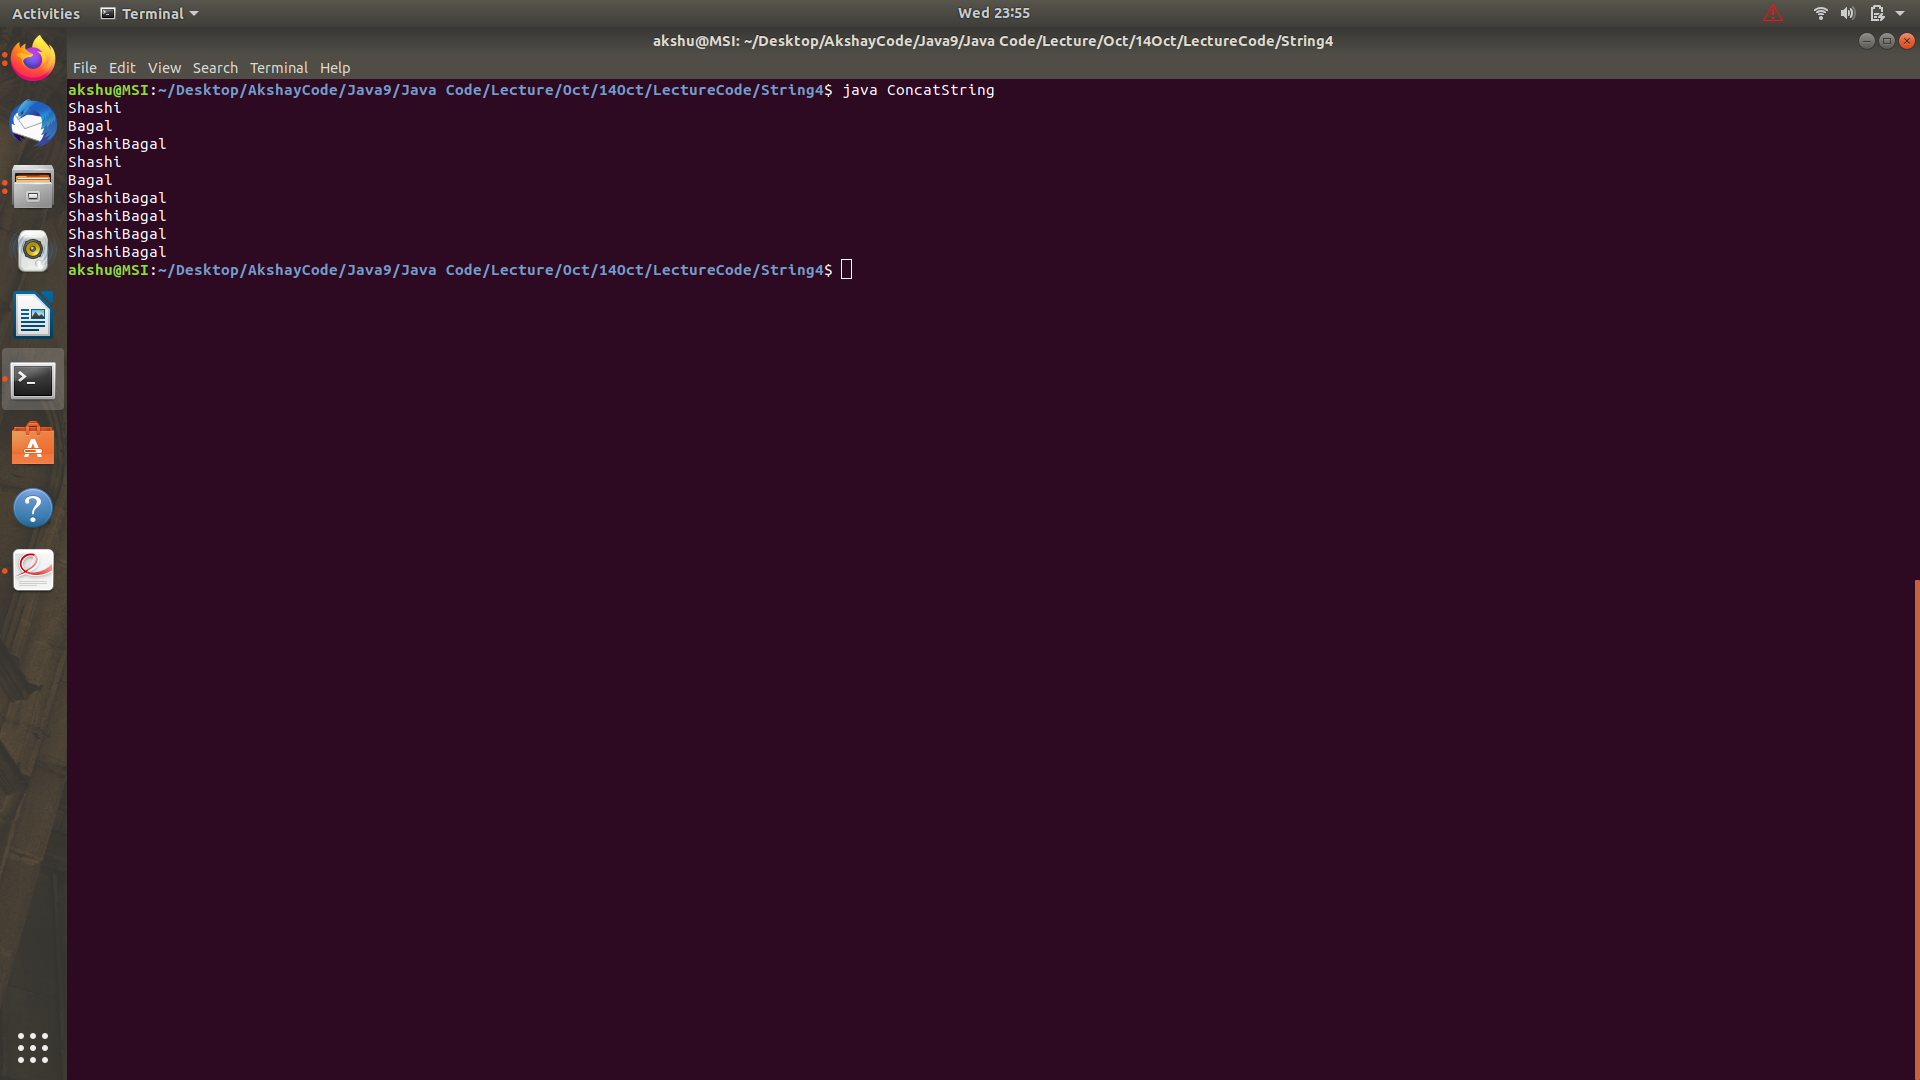 Activities Terminal Wed 23:55
akshu@MSI: ~/Desktop/AkshayCode/Java9/Java Code/Lecture/Oct/14Oct/LectureCode/String4
File Edit View Search Terminal Help
akshu@MSI:~/Desktop/AkshayCode/Java9/Java Code/Lecture/Oct/14Oct/LectureCode/String4$ java ConcatString
Shashi
Bagal
ShashiBagal
Shashi
Bagal
ShashiBagal
ShashiBagal
ShashiBagal
ShashiBagal
akshu@MSI:~/Desktop/AkshayCode/Java9/Java Code/Lecture/Oct/14Oct/LectureCode/String4$